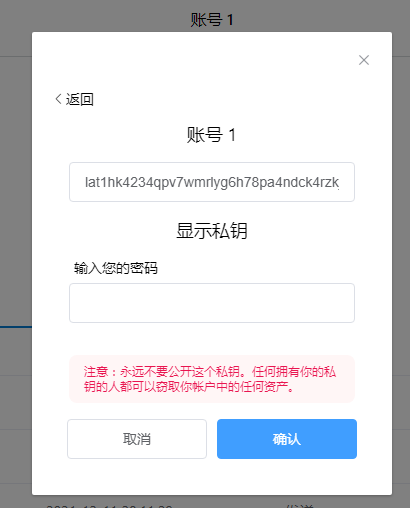 账号 1
返回
账号 1
lat1hk4234qpv7wmrlyg6h78pa4ndck4rzk
显示私钥
输入您的密码
注意：永远不要公开这个私钥。任何拥有你的私
钥的人都可以窃取你帐户中的任何资产。
取消
确认